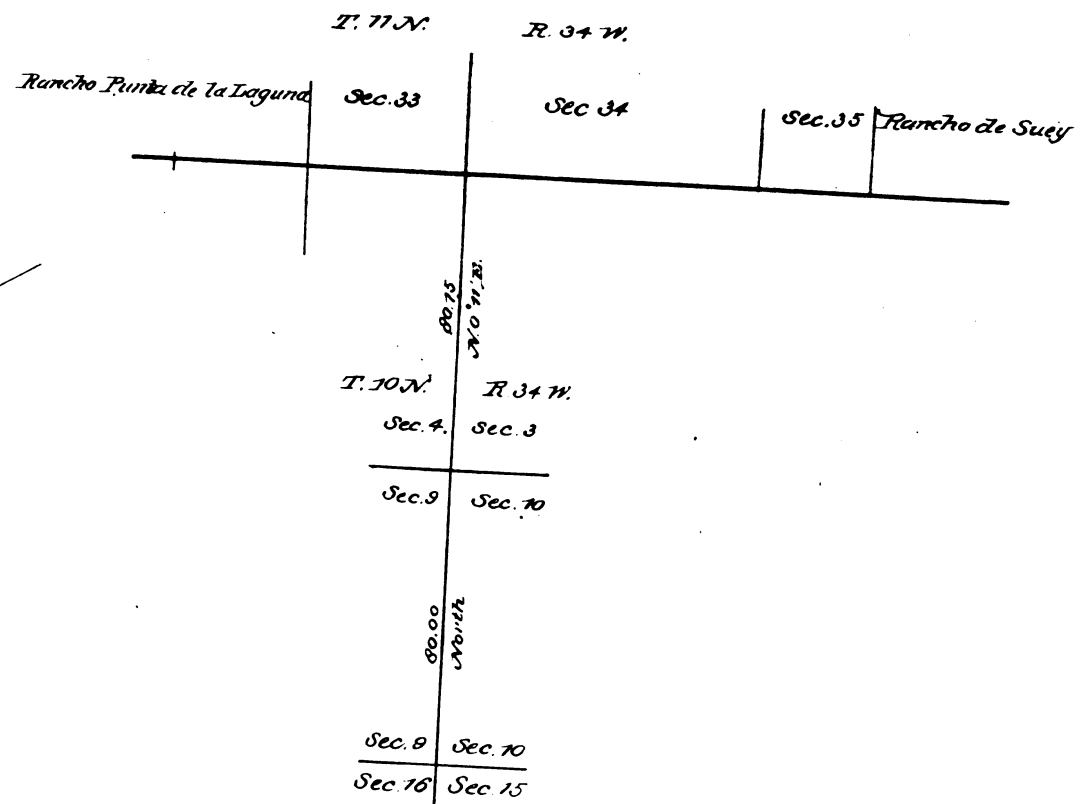 T. 11 N. R. 34 W.
Rancho Punta de la Laguna Sec. 33 Sec 34 Sec. 35 Rancho de Suey
80.75
N. 0° 11' E.
T. 10 N. R 34 W.
Sec. 4. Sec. 3
Sec. 9 Sec. 10
80.00
North
Sec. 9 Sec. 10
Sec. 16 Sec. 15